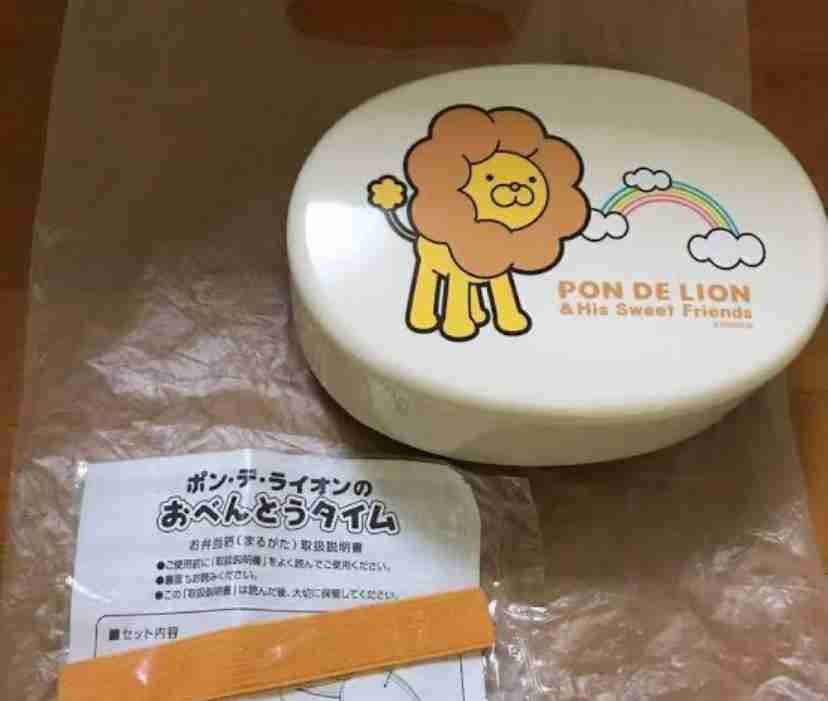 PON DE LION
& His Sweet Friends
ポン・デ・ライオンの
おべんとうタイム
お弁当箱(まるがた)取扱説明書
●ご使用前に「取扱説明書」をよく読んでご使用ください。
●裏面もお読みください。
●この「取扱説明書」は読んだ後、大切に保管してください。
■セット内容